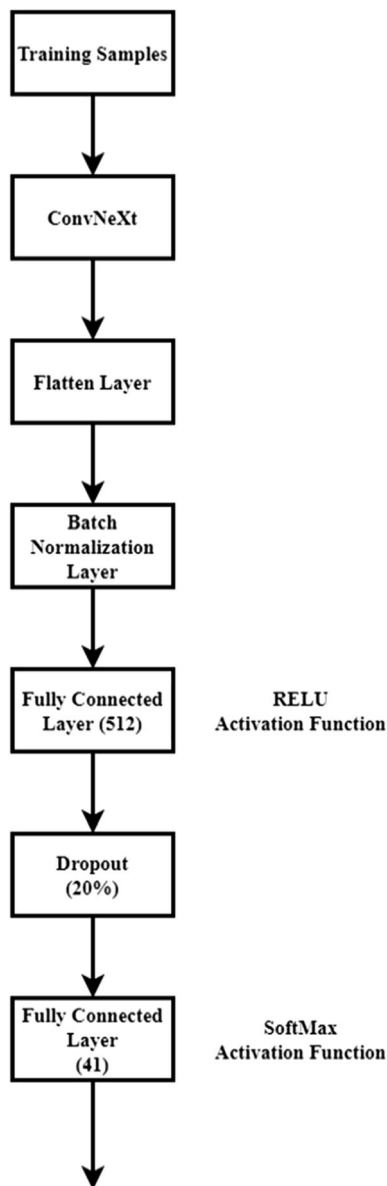 Training Samples
ConvNeXt
Flatten Layer
Batch
Normalization
Layer
Fully Connected
Layer (512)
RELU
Activation Function
Dropout
(20%)
Fully Connected
Layer
(41)
SoftMax
Activation Function